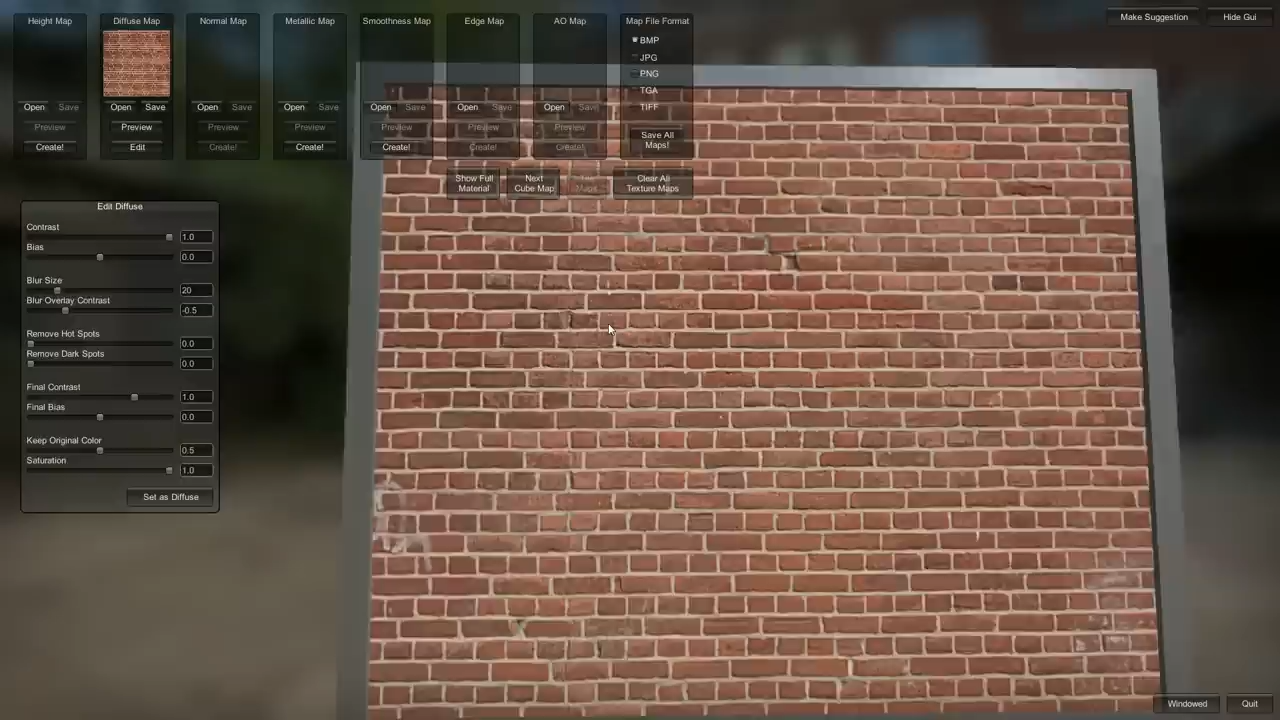 Height Map
Open Save
Preview
Create!
Diffuse Map
Open Save
Preview
Edit
Normal Map
Open Save
Preview
Create!
Metallic Map
Open Save
Preview
Create!
Smoothness Map
Open Save
Preview
Create!
Edge Map
Open Save
Preview
Create!
AO Map
Open Save
Preview
Create!
Map File Format
BMP
JPG
PNG
TGA
TIFF
Save All
Maps!
Show Full
Material
Next
Cube Map
Maps
Clear All
Texture Maps
Make Suggestion
Hide Gui
Edit Diffuse
Contrast
1.0
Bias
0.0
Blur Size
20
Blur Overlay Contrast
-0.5
Remove Hot Spots
0.0
Remove Dark Spots
0.0
Final Contrast
1.0
Final Bias
0.0
Keep Original Color
0.5
Saturation
1.0
Set as Diffuse
Windowed
Quit